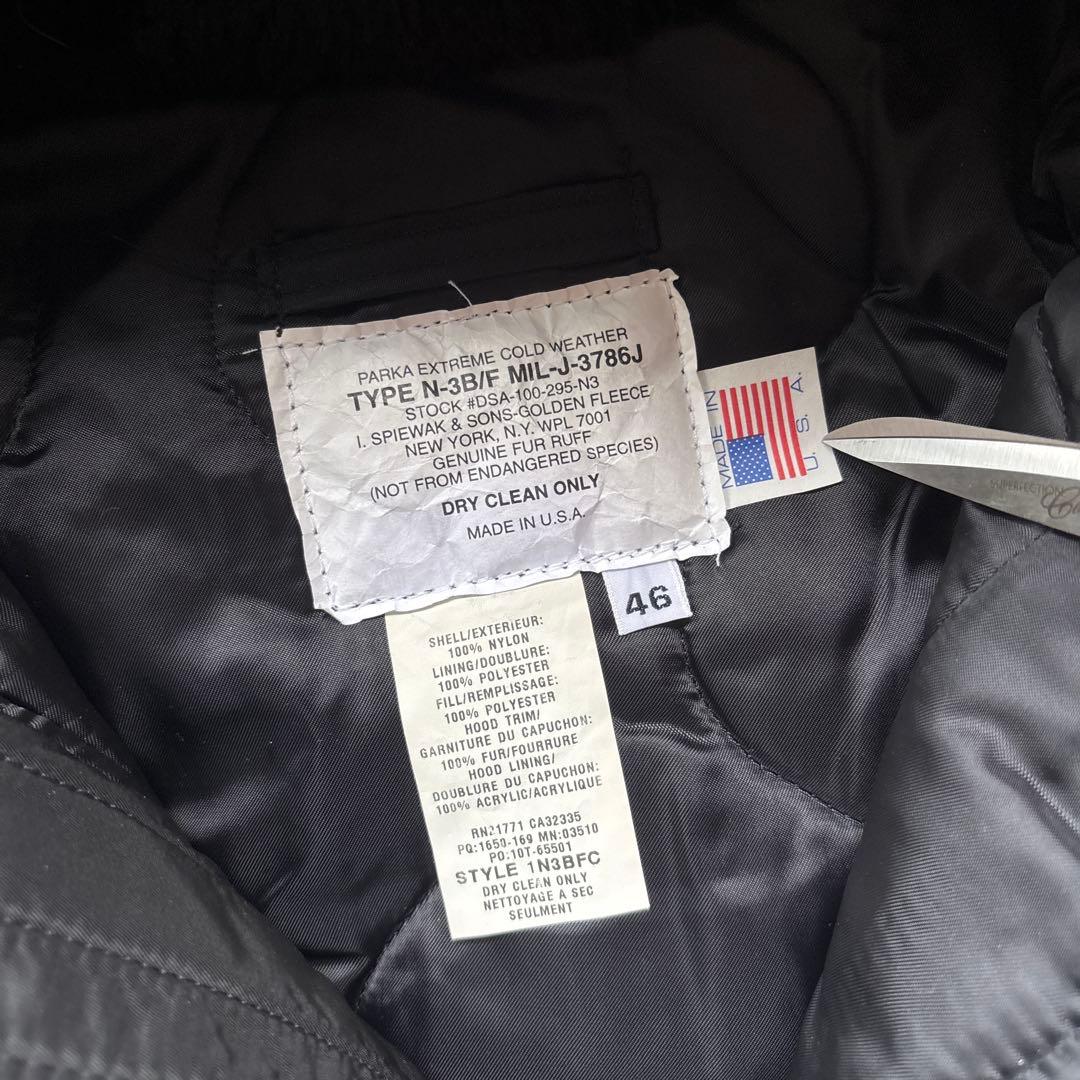 PARKA EXTREME COLD WEATHER
TYPE N-3B/F MIL-J-3786J
STOCK #DSA-100-295-N3
I. SPIEWAK & SONS-GOLDEN FLEECE
NEW YORK, N.Y. WPL 7001
GENUINE FUR RUFF
(NOT FROM ENDANGERED SPECIES)
DRY CLEAN ONLY
MADE IN U.S.A.
MADE IN
U. S. A.
SUPERFECTION
46
SHELL/EXTERIEUR:
100% NYLON
LINING/DOUBLURE:
100% POLYESTER
FILL/REMPLISSAGE:
100% POLYESTER
HOOD TRIM/
GARNITURE DU CAPUCHON:
100% FUR/FOURRURE
HOOD LINING/
DOUBLURE DU CAPUCHON:
100% ACRYLIC/ACRYLIQUE
RN21771 CA32335
PQ:1650-169 MN:03510
PO:10T-65501
STYLE 1N3BFC
DRY CLEAN ONLY
NETTOYAGE A SEC
SEULMENT